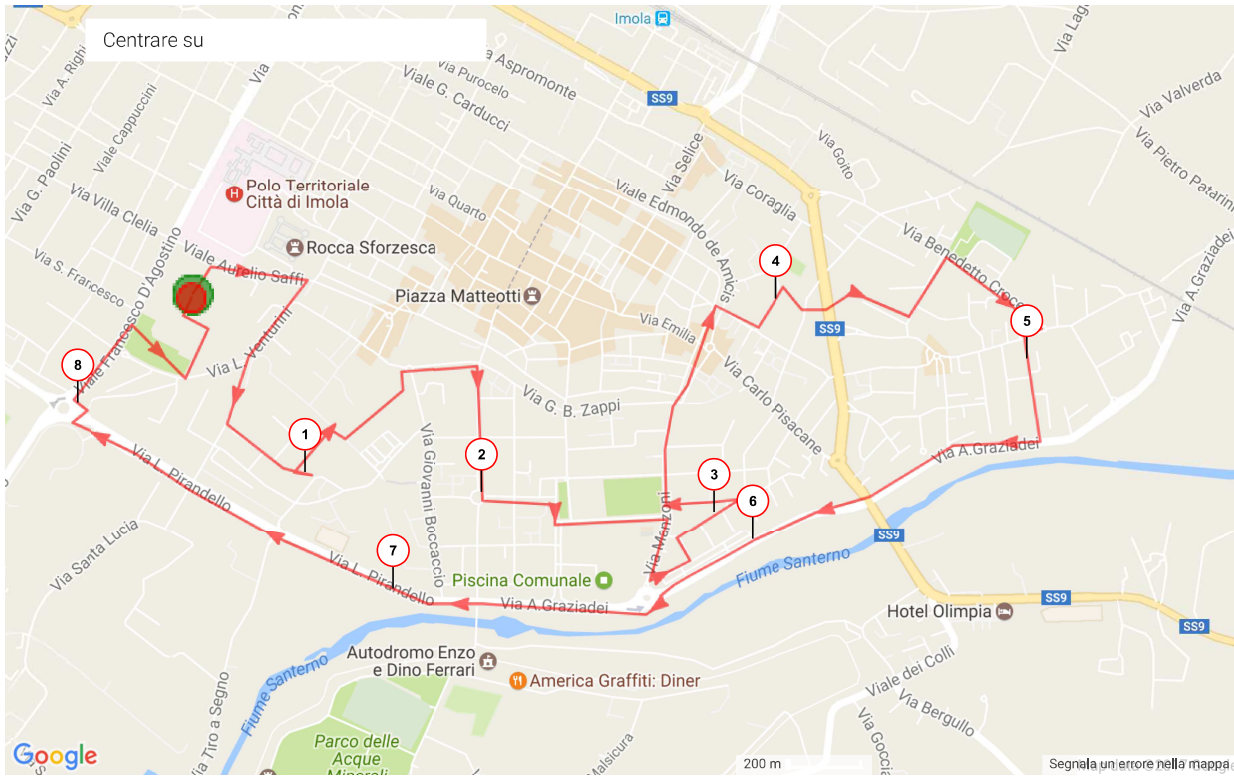 Centrare su
Imola
Via Aspromonte
Via Purocelo
Viale G. Carducci
SS9
Via A. Righi
Viale Cappuccini
Via G. Paolini
Via Selice
Via Goito
Via Valverda
Via Pietro Patarini
Via Coraglia
Polo Territoriale
Città di Imola
Via Quarto
Viale Edmondo de Amicis
Via Villa Clelia
Viale Aurelio Saffi
Rocca Sforzesca
Via Benedetto Croce
Via A. Graziadei
Via S. Francesco
Viale Francesco D'Agostino
4
Piazza Matteotti
Via Emilia
SS9
5
Via L. Venturini
8
Via Carlo Pisacane
Via G. B. Zappi
1
Via Giovanni Boccaccio
2
Via A.Graziadei
3
6
Via L. Pirandello
Via Manzoni
Via Santa Lucia
7
SS9
Via L. Pirandello
Piscina Comunale
Fiume Santerno
Via A.Graziadei
Hotel Olimpia
SS9
SS9
Autodromo Enzo
e Dino Ferrari
America Graffiti: Diner
Fiume Santerno
Via Tiro a Segno
Viale dei Colli
Via Bergullo
Parco delle
Acque
Minerali
Google
200 m
Segnala un errore nella mappa